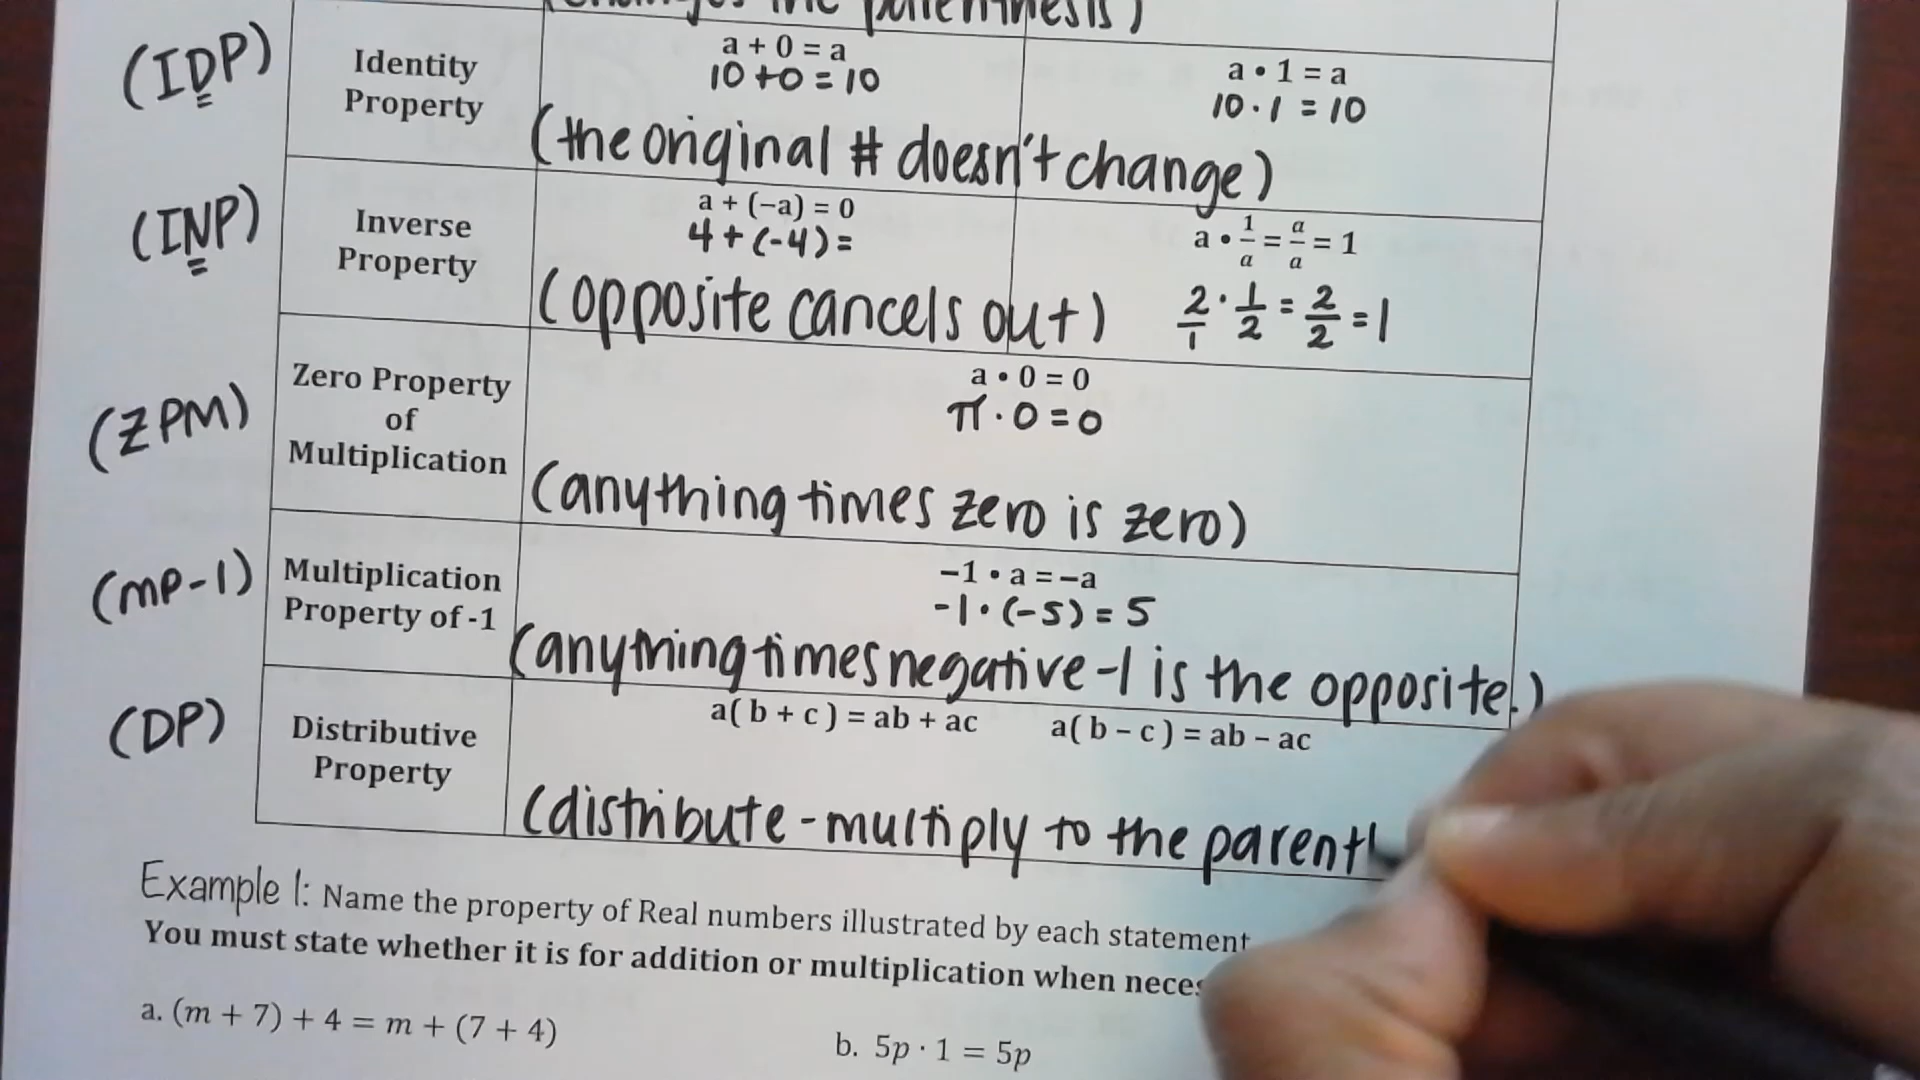 (changes the parenthesis)
(IDP)
Identity
Property
a + 0 = a
10 + 0 = 10
a • 1 = a
10 · 1 = 10
(the original # doesn't change)
(INP)
Inverse
Property
a + (−a) = 0
4 + (-4) =
a • 1/a = a/a = 1
2/1 · 1/2 = 2/2 = 1
(opposite cancels out)
(ZPM)
Zero Property
of
Multiplication
a • 0 = 0
π · 0 = 0
(anything times zero is zero)
(mp-1)
Multiplication
Property of -1
−1 • a = −a
-1 · (-5) = 5
(anything times negative -1 is the opposite.)
(DP)
Distributive
Property
a( b + c ) = ab + ac
a( b − c ) = ab − ac
(distribute - multiply to the parenth
Example 1: Name the property of Real numbers illustrated by each statement
You must state whether it is for addition or multiplication when
a. (m + 7) + 4 = m + (7 + 4)
b. 5p · 1 = 5p